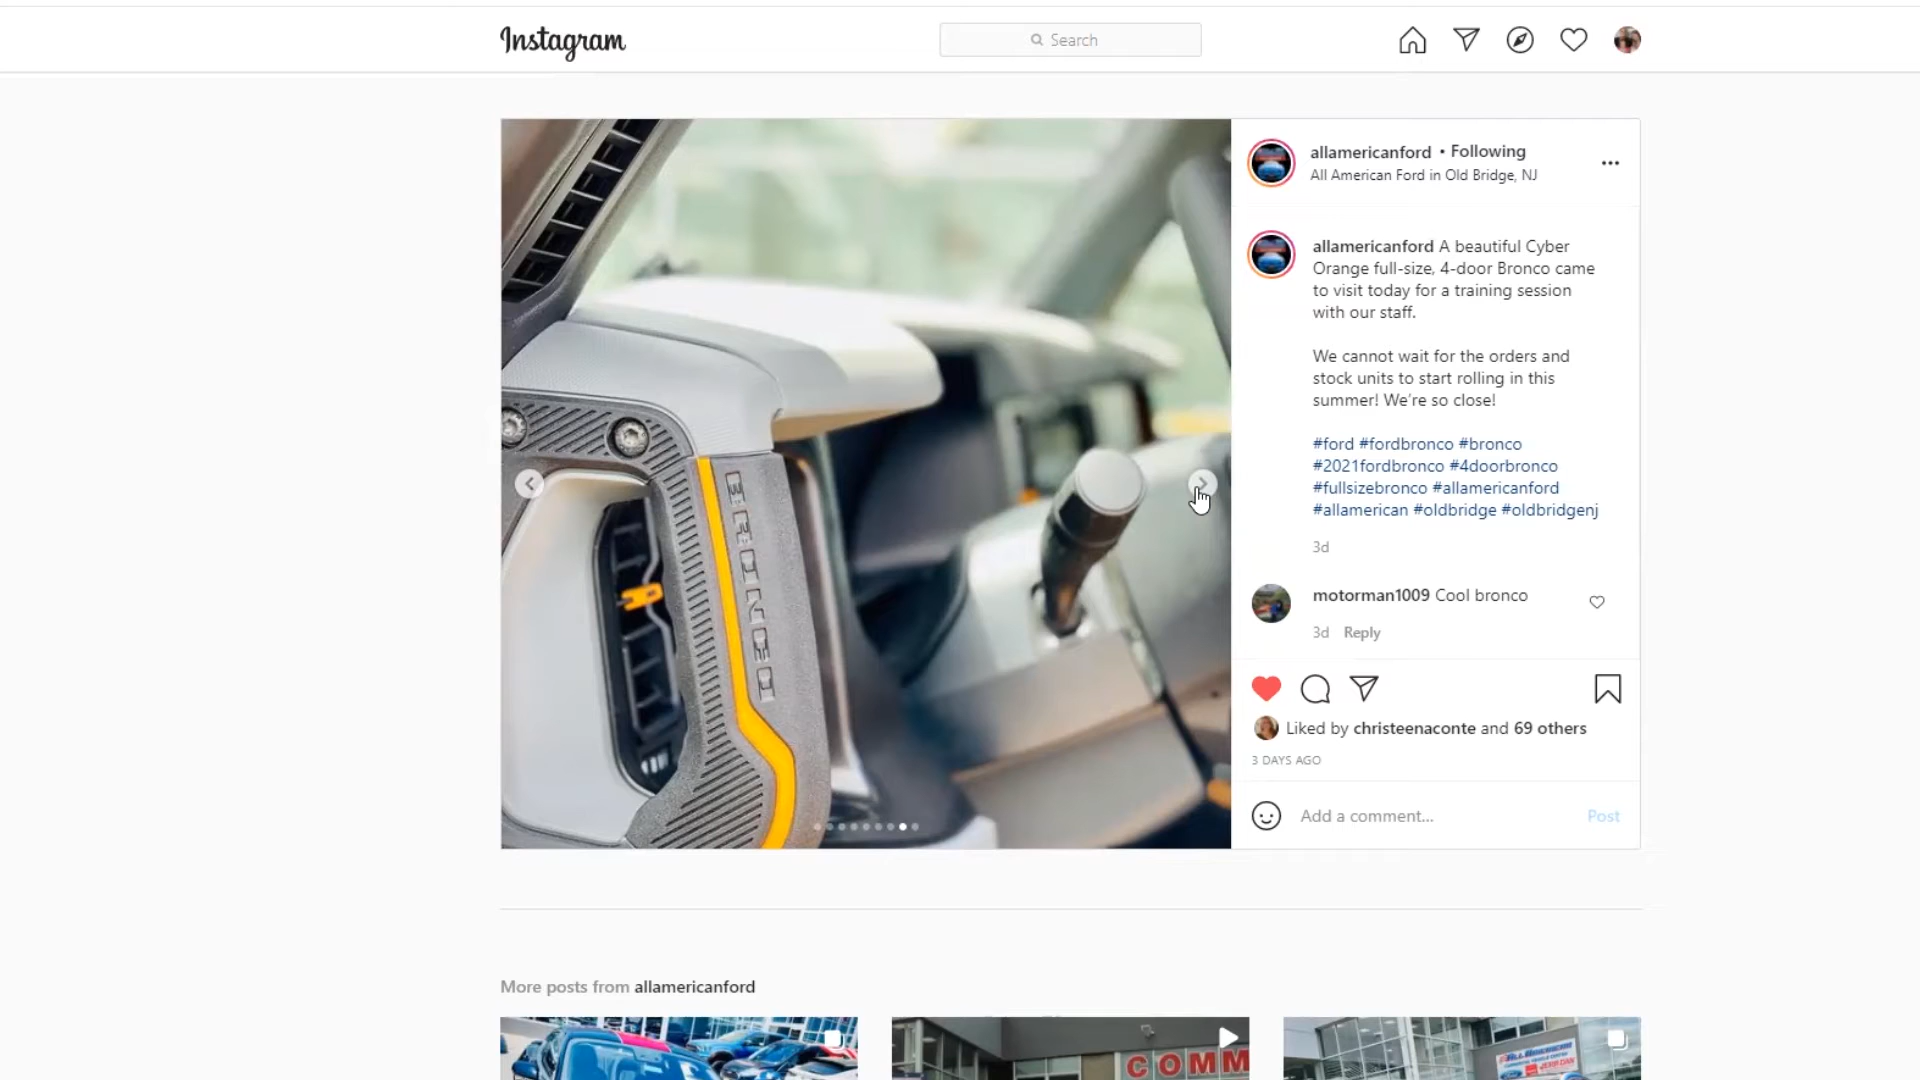 Instagram
Search
allamericanford • Following
All American Ford in Old Bridge, NJ
BRONCO
allamericanford A beautiful Cyber
Orange full-size, 4-door Bronco came
to visit today for a training session
with our staff.
We cannot wait for the orders and
stock units to start rolling in this
summer! We're so close!
#ford #fordbronco #bronco
#2021fordbronco #4doorbronco
#fullsizebronco #allamericanford
#allamerican #oldbridge #oldbridgenj
3d
motorman1009 Cool bronco
3d Reply
Liked by christeenaconte and 69 others
3 DAYS AGO
Add a comment... Post
More posts from allamericanford
COMM
ALL AMERICAN